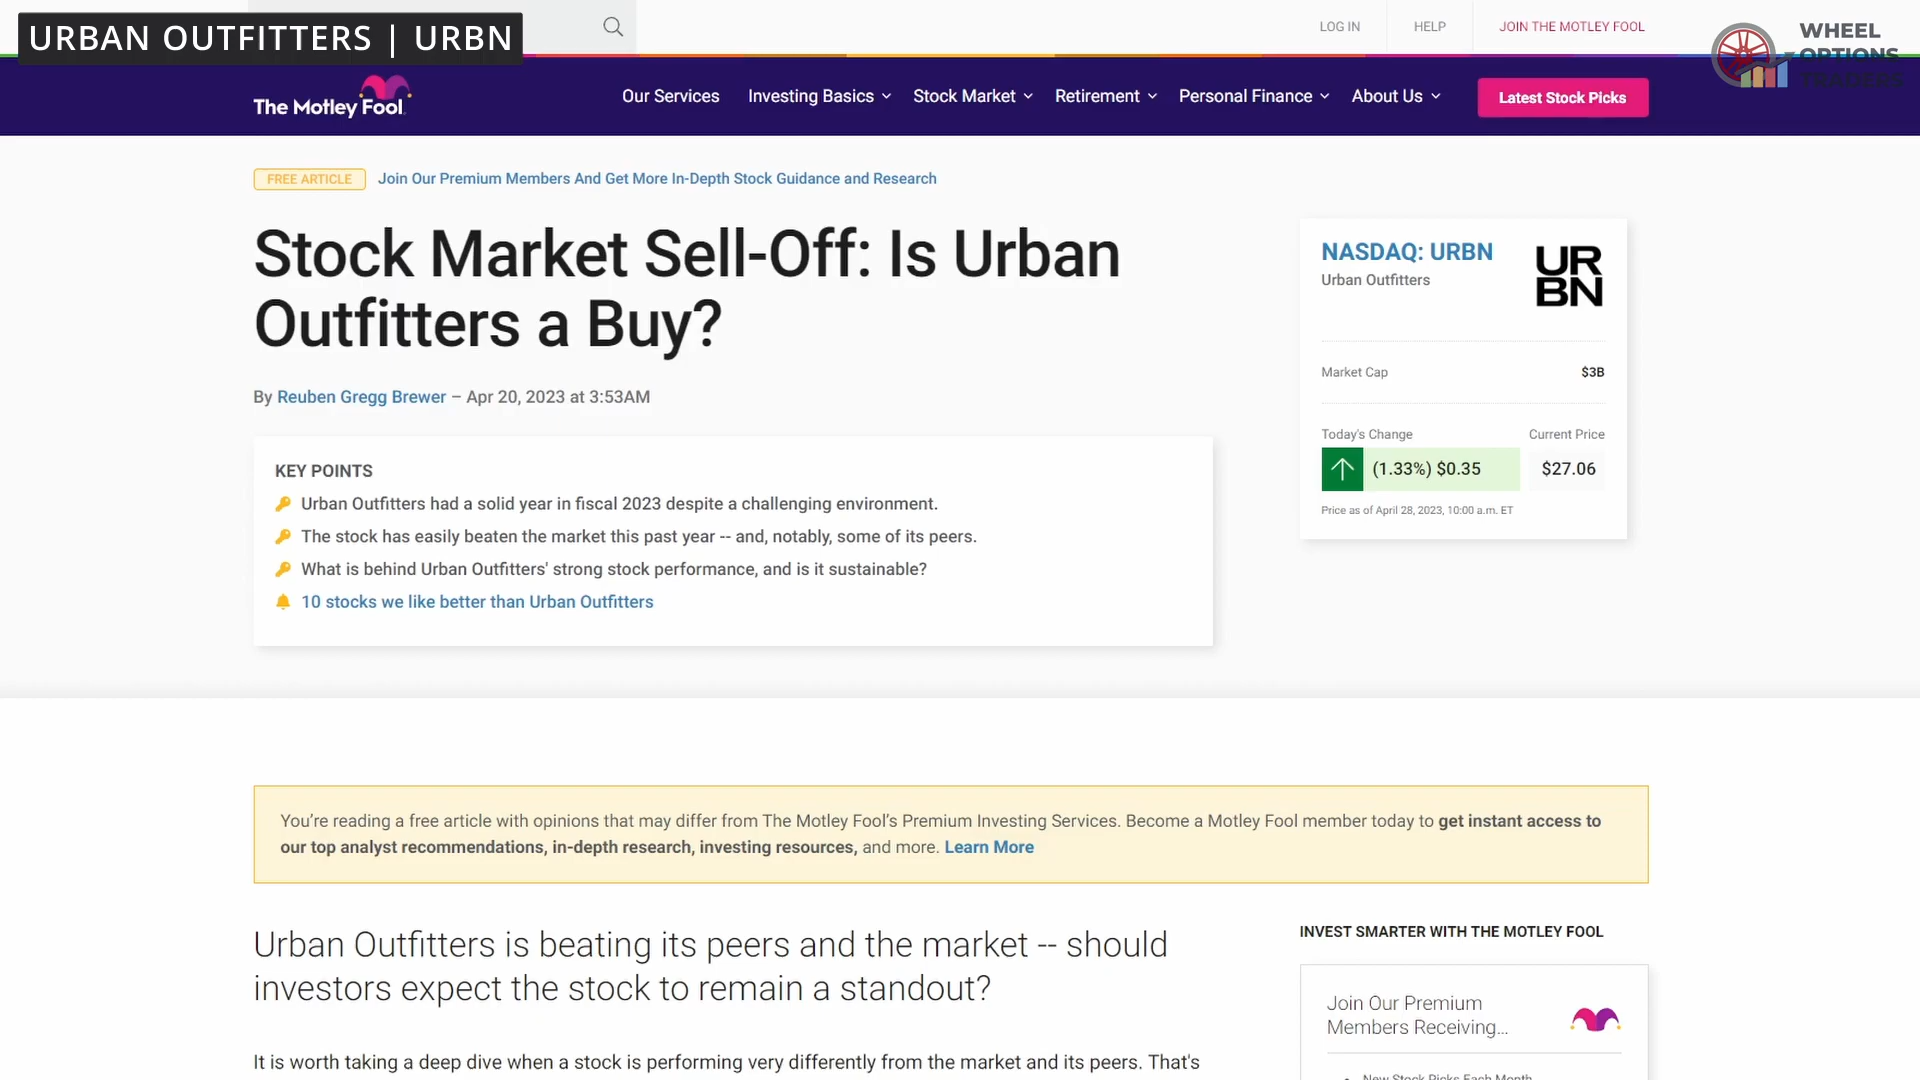 URBAN OUTFITTERS | URBN
LOG IN
HELP
JOIN THE MOTLEY FOOL
WHEEL
OPTIONS
TRADERS
The Motley Fool
Our Services
Investing Basics
Stock Market
Retirement
Personal Finance
About Us
Latest Stock Picks
FREE ARTICLE
Join Our Premium Members And Get More In-Depth Stock Guidance and Research
Stock Market Sell-Off: Is Urban
Outfitters a Buy?
By Reuben Gregg Brewer – Apr 20, 2023 at 3:53AM
KEY POINTS
Urban Outfitters had a solid year in fiscal 2023 despite a challenging environment.
The stock has easily beaten the market this past year -- and, notably, some of its peers.
What is behind Urban Outfitters' strong stock performance, and is it sustainable?
10 stocks we like better than Urban Outfitters
NASDAQ: URBN
Urban Outfitters
UR
BN
Market Cap
$3B
Today's Change
Current Price
(1.33%) $0.35
$27.06
Price as of April 28, 2023, 10:00 a.m. ET
You’re reading a free article with opinions that may differ from The Motley Fool’s Premium Investing Services. Become a Motley Fool member today to get instant access to
our top analyst recommendations, in-depth research, investing resources, and more. Learn More
Urban Outfitters is beating its peers and the market -- should
investors expect the stock to remain a standout?
It is worth taking a deep dive when a stock is performing very differently from the market and its peers. That's
INVEST SMARTER WITH THE MOTLEY FOOL
Join Our Premium
Members Receiving...
New Stock Picks Each Month